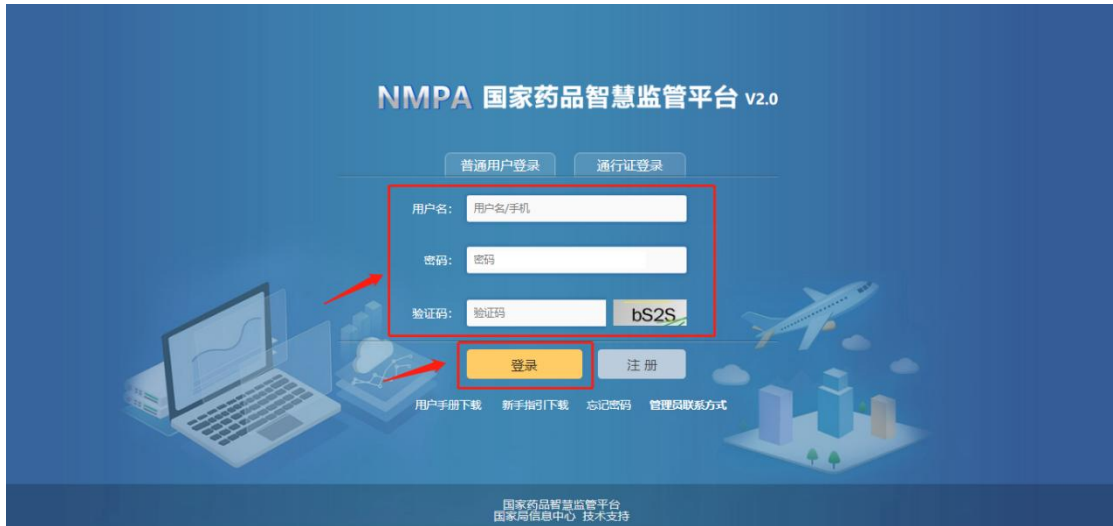 NMPA 国家药品智慧监管平台 V2.0
普通用户登录 通行证登录
用户名: 用户名/手机
密码: 密码
验证码: 验证码 bS2S
登录 注 册
用户手册下载 新手指引下载 忘记密码 管理员联系方式
国家药品智慧监管平台
国家局信息中心 技术支持